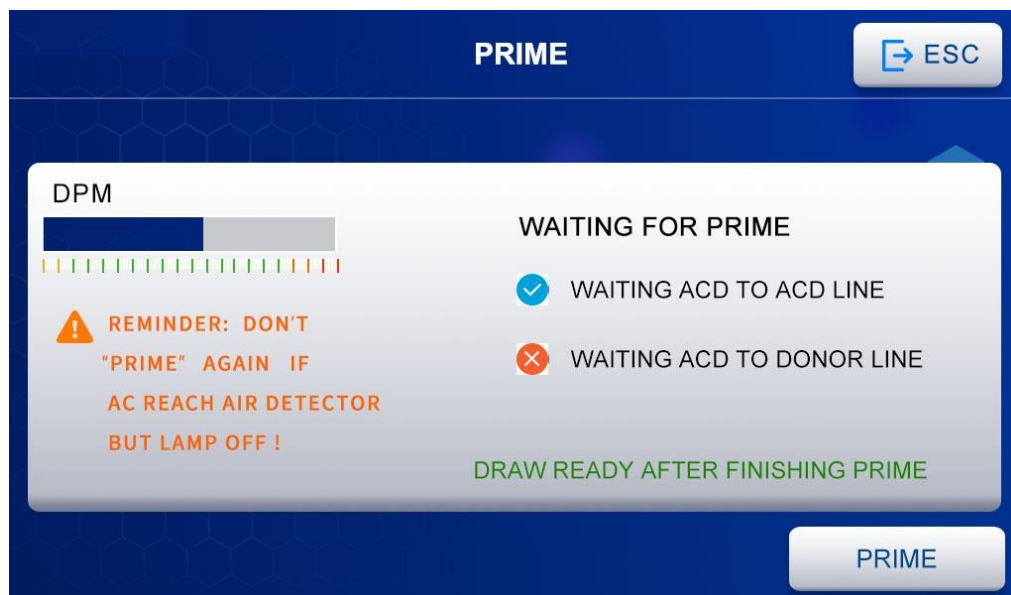 PRIME
ESC
DPM
REMINDER: DON'T
"PRIME" AGAIN IF
AC REACH AIR DETECTOR
BUT LAMP OFF !
WAITING FOR PRIME
WAITING ACD TO ACD LINE
WAITING ACD TO DONOR LINE
DRAW READY AFTER FINISHING PRIME
PRIME